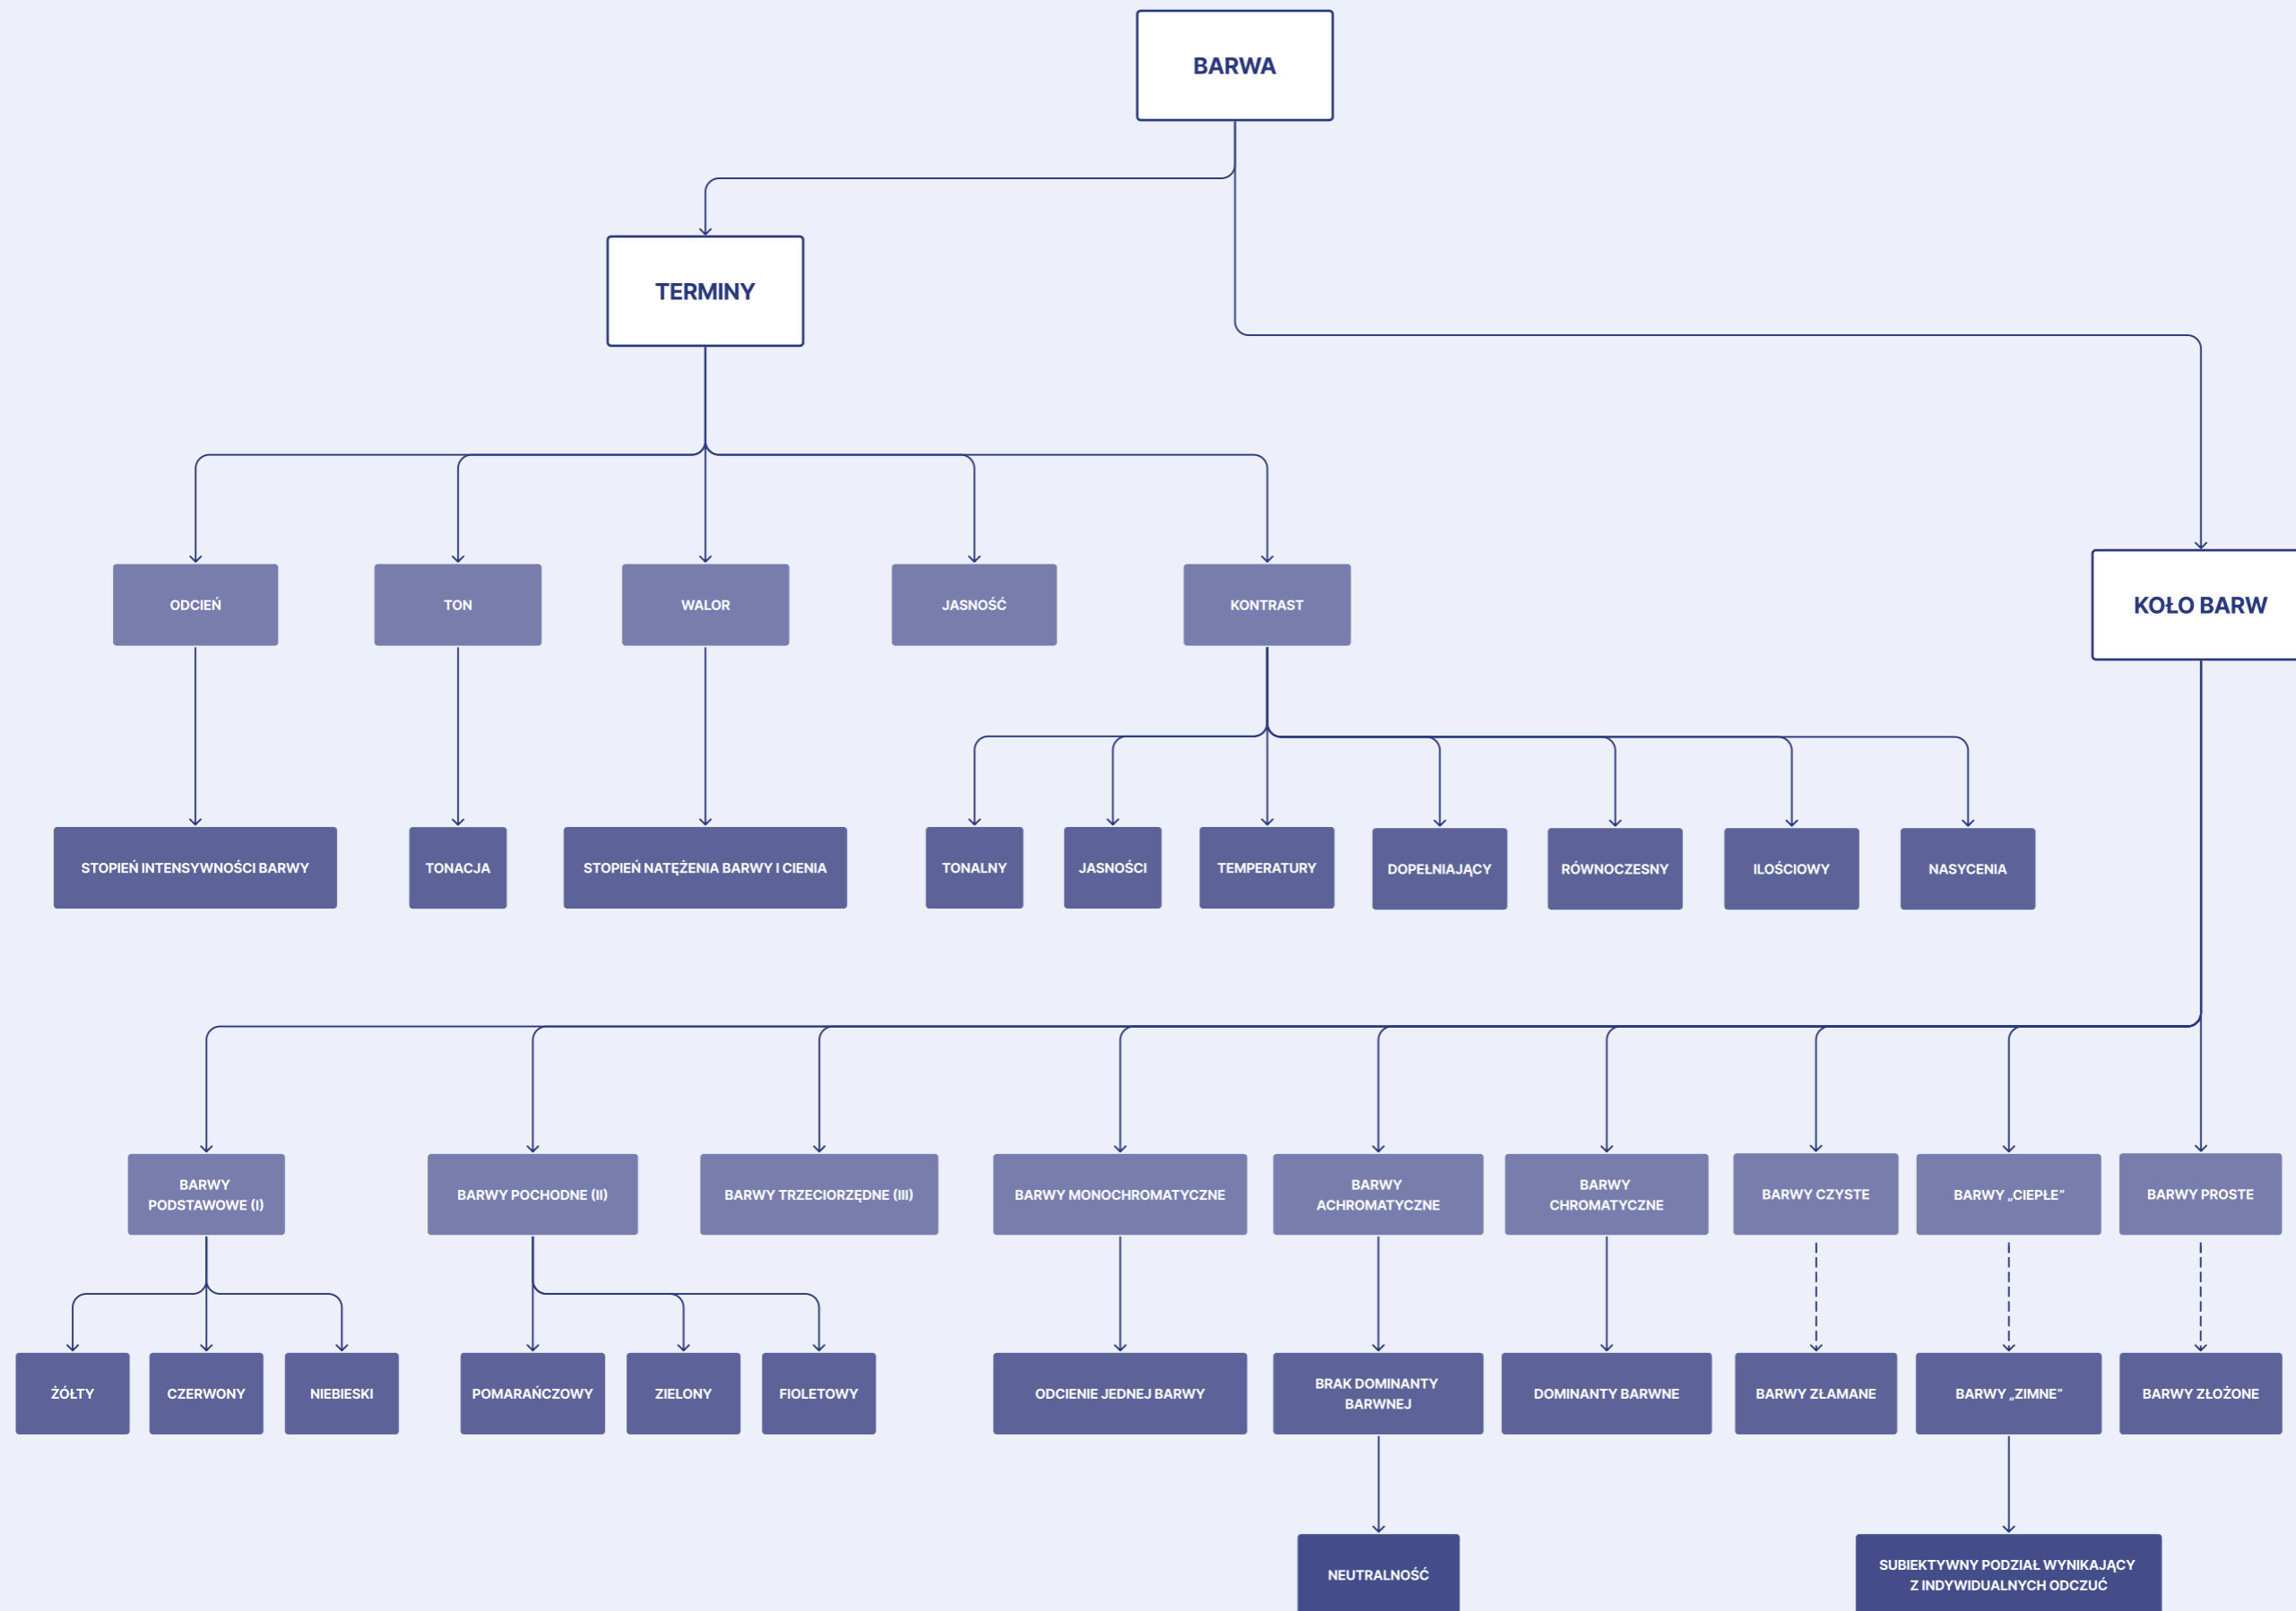 BARWA
TERMINY
KOŁO BARW
ODCIEŃ
TON
WALOR
JASNOŚĆ
KONTRAST
STOPIEŃ INTENSYWNOŚCI BARWY
TONACJA
STOPIEŃ NATĘŻENIA BARWY I CIENIA
TONALNY
JASNOŚCI
TEMPERATURY
DOPEŁNIAJĄCY
RÓWNOCZESNY
ILOŚCIOWY
NASYCENIA
BARWY
PODSTAWOWE (I)
BARWY POCHODNE (II)
BARWY TRZECIORZĘDNE (III)
BARWY MONOCHROMATYCZNE
BARWY
ACHROMATYCZNE
BARWY
CHROMATYCZNE
BARWY CZYSTE
BARWY „CIEPŁE”
BARWY PROSTE
ŻÓŁTY
CZERWONY
NIEBIESKI
POMARAŃCZOWY
ZIELONY
FIOLETOWY
ODCIENIE JEDNEJ BARWY
BRAK DOMINANTY
BARWNEJ
DOMINANTY BARWNE
BARWY ZŁAMANE
BARWY „ZIMNE”
BARWY ZŁOŻONE
NEUTRALNOŚĆ
SUBIEKTYWNY PODZIAŁ WYNIKAJĄCY
Z INDYWIDUALNYCH ODCZUĆ